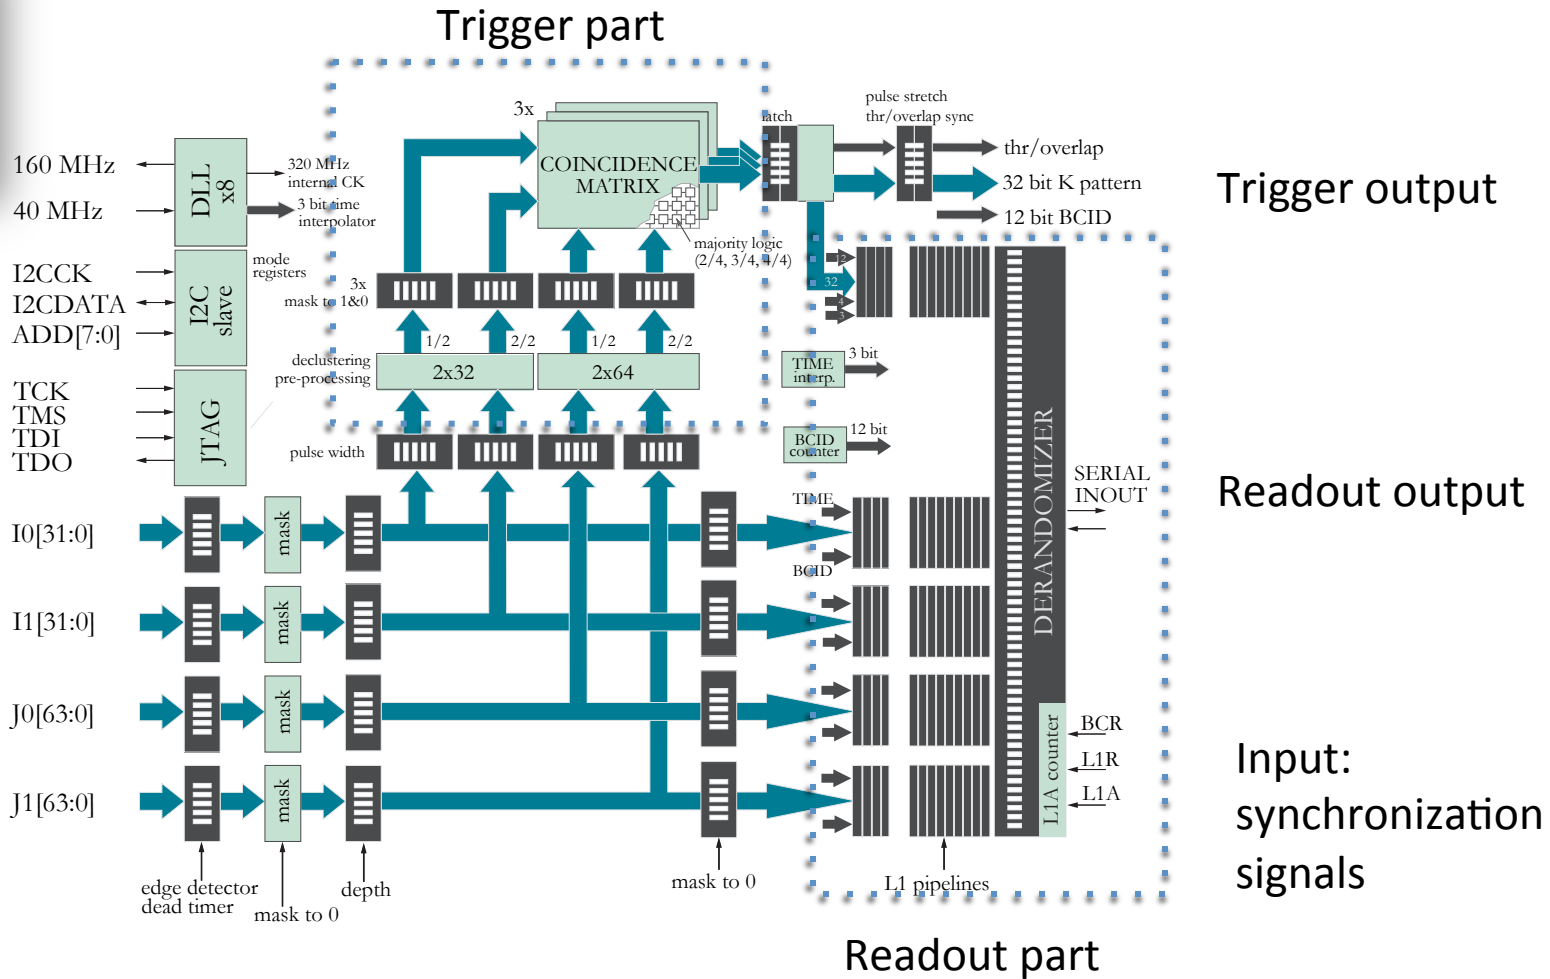 Trigger part
3x
COINCIDENCE
MATRIX
majority logic
(2/4, 3/4, 4/4)
latch
pulse stretch
thr/overlap sync
thr/overlap
32 bit K pattern
12 bit BCID
Trigger output
160 MHz
40 MHz
DLL
x8
320 MHz
internal CK
3 bit time
interpolator
I2CCK
I2CDATA
ADD[7:0]
I2C
slave
mode
registers
TCK
TMS
TDI
TDO
JTAG
3x
mask to 1&0
1/2
2/2
1/2
2/2
declustering
pre-processing
2x32
2x64
pulse width
12
32
4
3
TIME
interp.
3 bit
BCID
counter
12 bit
DERANDOMIZER
SERIAL
INOUT
Readout output
I0[31:0]
mask
TIME
BCID
I1[31:0]
mask
J0[63:0]
mask
J1[63:0]
mask
L1A counter
BCR
L1R
L1A
Input:
synchronization
signals
edge detector
dead timer
mask to 0
depth
mask to 0
L1 pipelines
Readout part